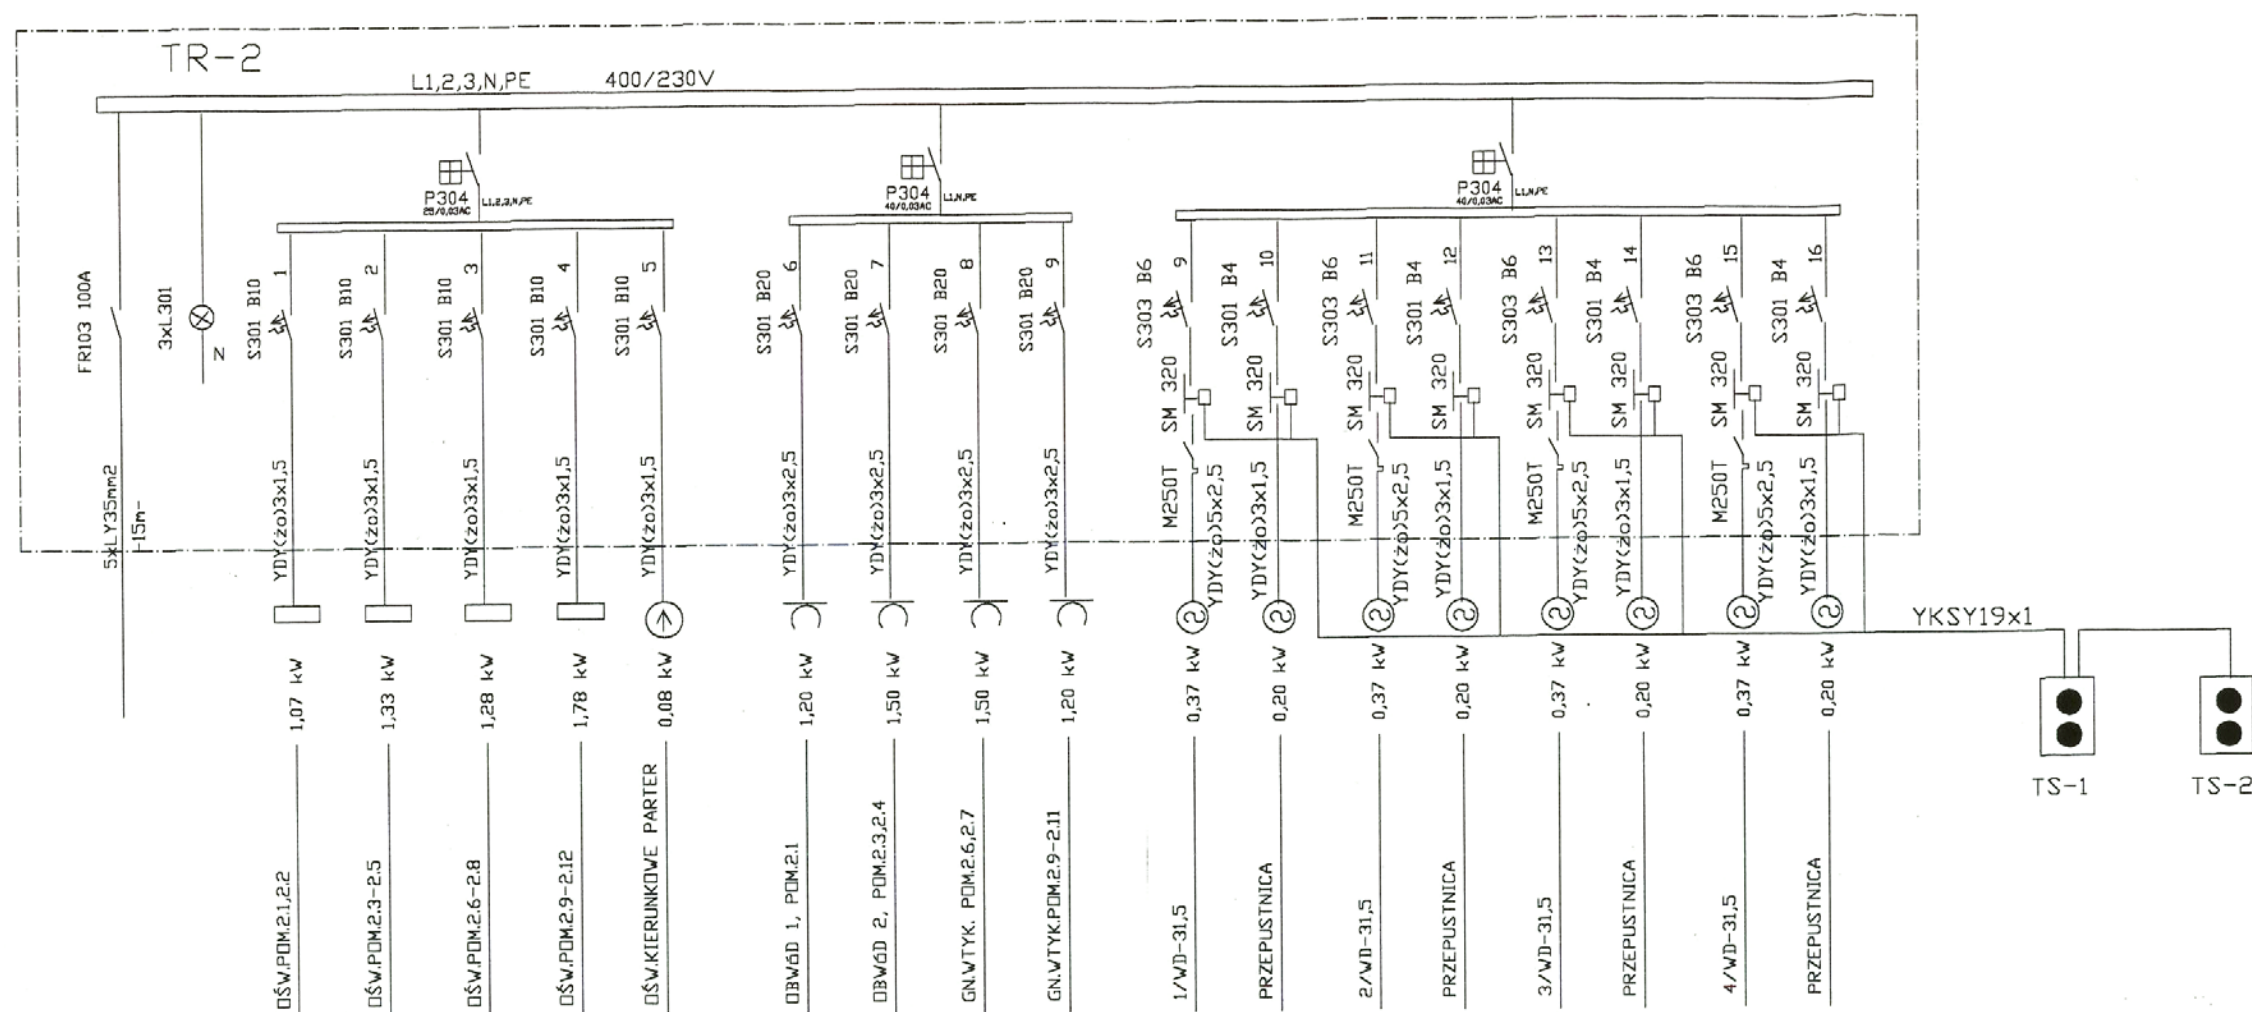 TR-2
L1,2,3,N,PE 400/230V
P304
25/0,03AC
L1,2,3,N,PE
P304
40/0,03AC
L1,N,PE
P304
40/0,03AC
L1,N,PE
FR103 100A
5xLY35mm2
-15m-
3xL301
N
S301 B10 1
YDY(żo)3x1,5
1,07 kW
OŚW.POM.2.1,2.2
S301 B10 2
YDY(żo)3x1,5
1,33 kW
OŚW.POM.2.3-2.5
S301 B10 3
YDY(żo)3x1,5
1,28 kW
OŚW.POM.2.6-2.8
S301 B10 4
YDY(żo)3x1,5
1,78 kW
OŚW.POM.2.9-2.12
S301 B10 5
YDY(żo)3x1,5
0,08 kW
OŚW.KIERUNKOWE PARTER
S301 B20 6
YDY(żo)3x2,5
1,20 kW
OBWÓD 1, POM.2.1
S301 B20 7
YDY(żo)3x2,5
1,50 kW
OBWÓD 2, POM.2.3,2.4
S301 B20 8
YDY(żo)3x2,5
1,50 kW
GN.WTYK. POM.2.6,2.7
S301 B20 9
YDY(żo)3x2,5
1,20 kW
GN.WTYK.POM.2.9-2.11
S303 B6 9
SM 320
M250T
YDY(żo)5x2,5
0,37 kW
1/WD-31,5
S301 B4 10
SM 320
YDY(żo)3x1,5
0,20 kW
PRZEPUSTNICA
S303 B6 11
SM 320
M250T
YDY(żo)5x2,5
0,37 kW
2/WD-31,5
S301 B4 12
SM 320
YDY(żo)3x1,5
0,20 kW
PRZEPUSTNICA
S303 B6 13
SM 320
M250T
YDY(żo)5x2,5
0,37 kW
3/WD-31,5
S301 B4 14
SM 320
YDY(żo)3x1,5
0,20 kW
PRZEPUSTNICA
S303 B6 15
SM 320
M250T
YDY(żo)5x2,5
0,37 kW
4/WD-31,5
S301 B4 16
SM 320
YDY(żo)3x1,5
0,20 kW
PRZEPUSTNICA
YKSY19x1
TS-1
TS-2